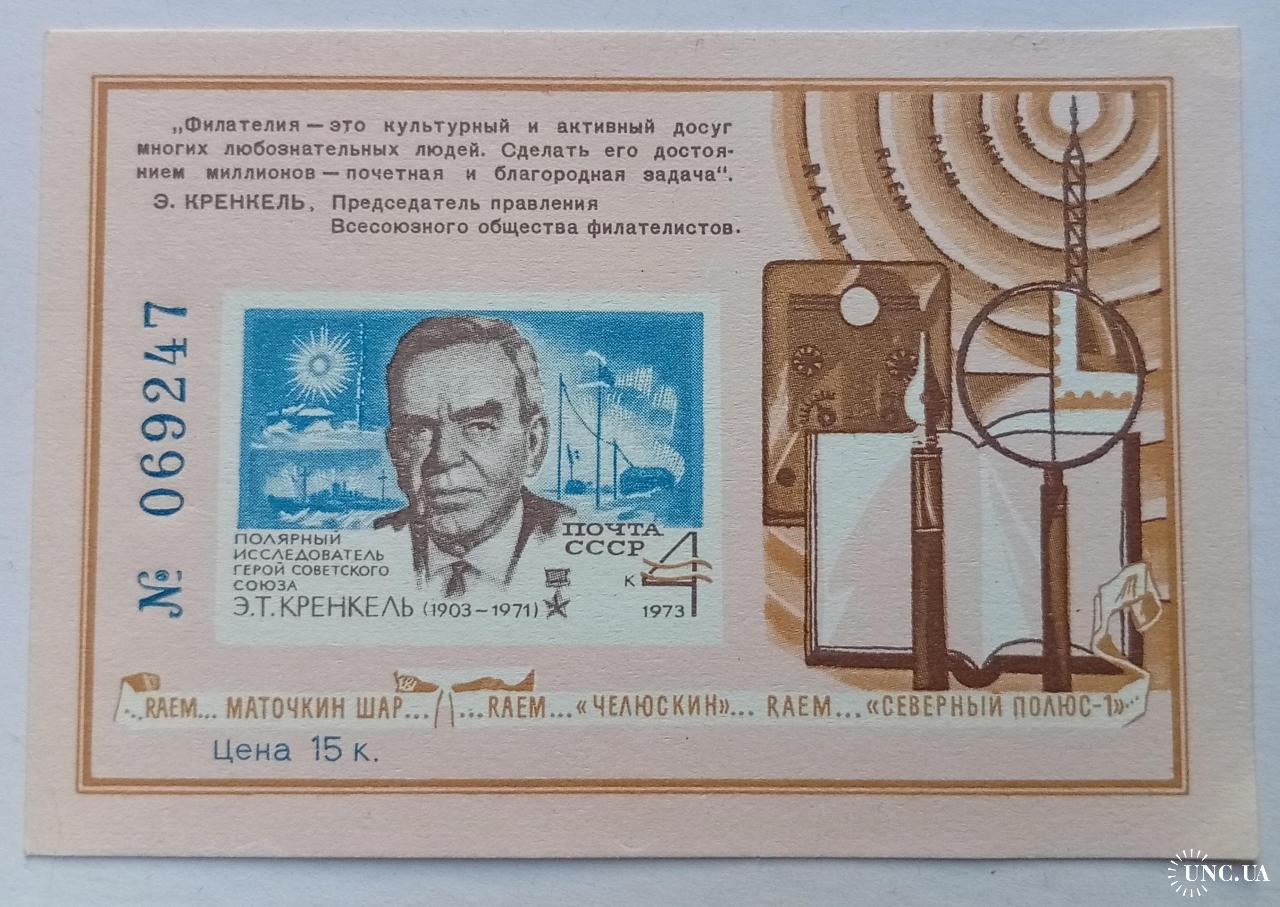 „Филателия — это культурный и активный досуг
многих любознательных людей. Сделать его достоя-
нием миллионов — почетная и благородная задача“.
Э. КРЕНКЕЛЬ, Председатель правления
Всесоюзного общества филателистов.
RAEM
RAEM
RAEM
RAEM
№ 069247
ПОЧТА
СССР
4
к
1973
ПОЛЯРНЫЙ
ИССЛЕДОВАТЕЛЬ
ГЕРОЙ СОВЕТСКОГО
СОЮЗА
Э.Т. КРЕНКЕЛЬ (1903–1971)
...RAEM... МАТОЧКИН ШАР... ...RAEM...«ЧЕЛЮСКИН»... RAEM...«СЕВЕРНЫЙ ПОЛЮС-1»...
Цена 15 к.
UNC.UA